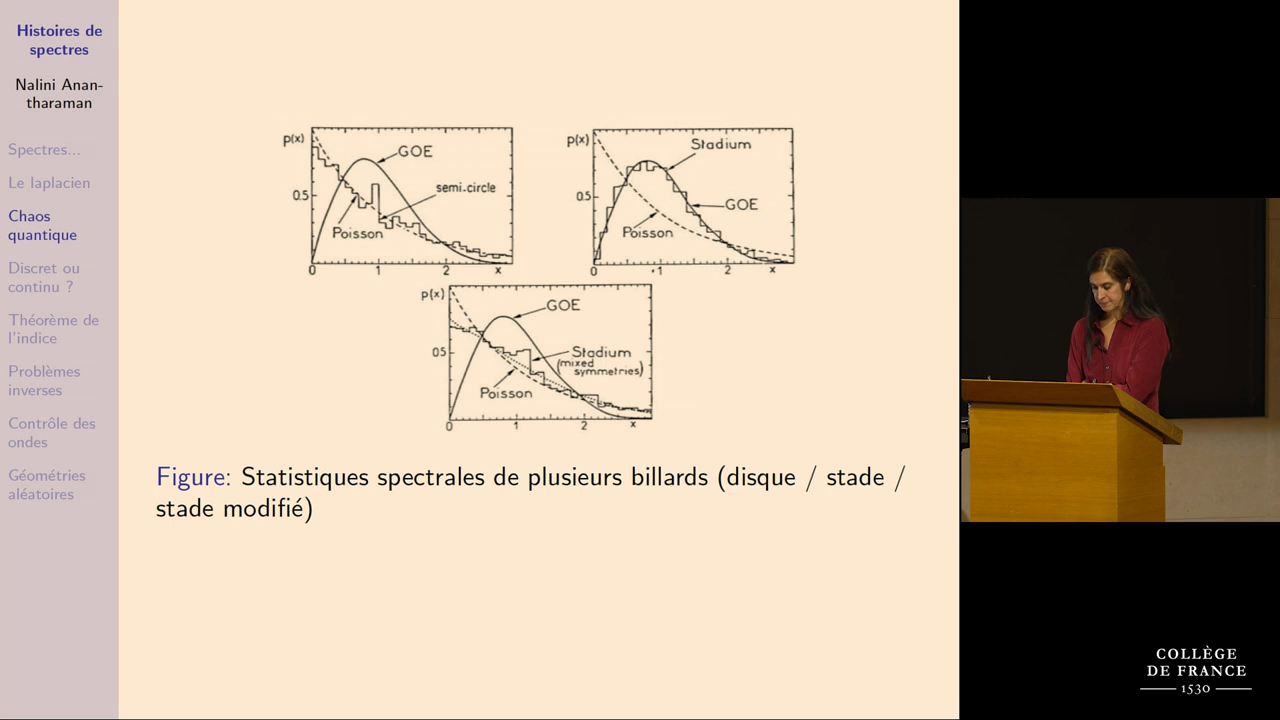 Histoires de
spectres
Nalini Anan-
tharaman
Spectres...
Le laplacien
Chaos
quantique
Discret ou
continu ?
Théorème de
l'indice
Problèmes
inverses
Contrôle des
ondes
Géométries
aléatoires
p(x)
GOE
0.5
semi.circle
Poisson
0 1 2 x
p(x)
Stadium
0.5
GOE
Poisson
0 1 2 x
p(x)
GOE
0.5
Stadium
(mixed
symmetries)
Poisson
0 1 2 x
Figure: Statistiques spectrales de plusieurs billards (disque / stade /
stade modifié)
COLLÈGE
DE FRANCE
1530